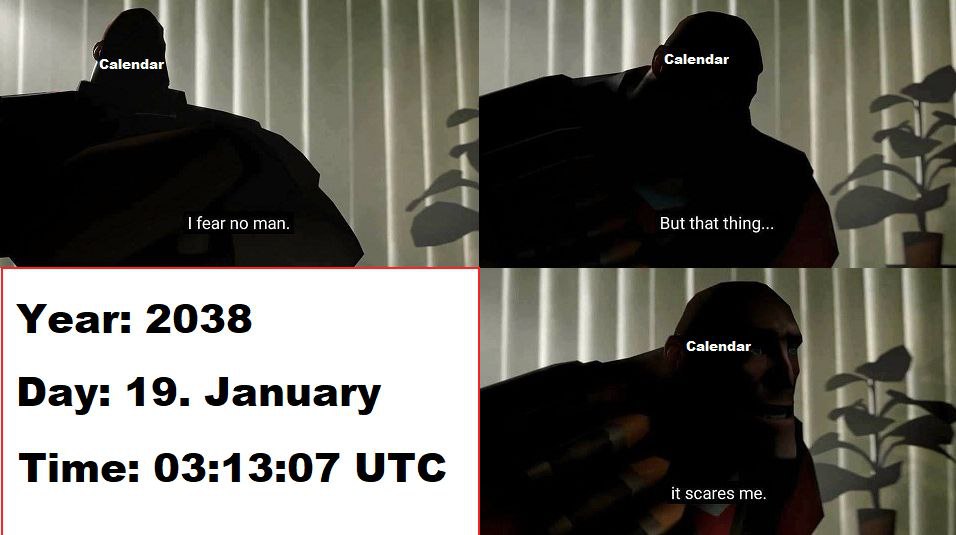 Calendar
I fear no man.
Calendar
But that thing...
Year: 2038
Day: 19. January
Time: 03:13:07 UTC
Calendar
it scares me.